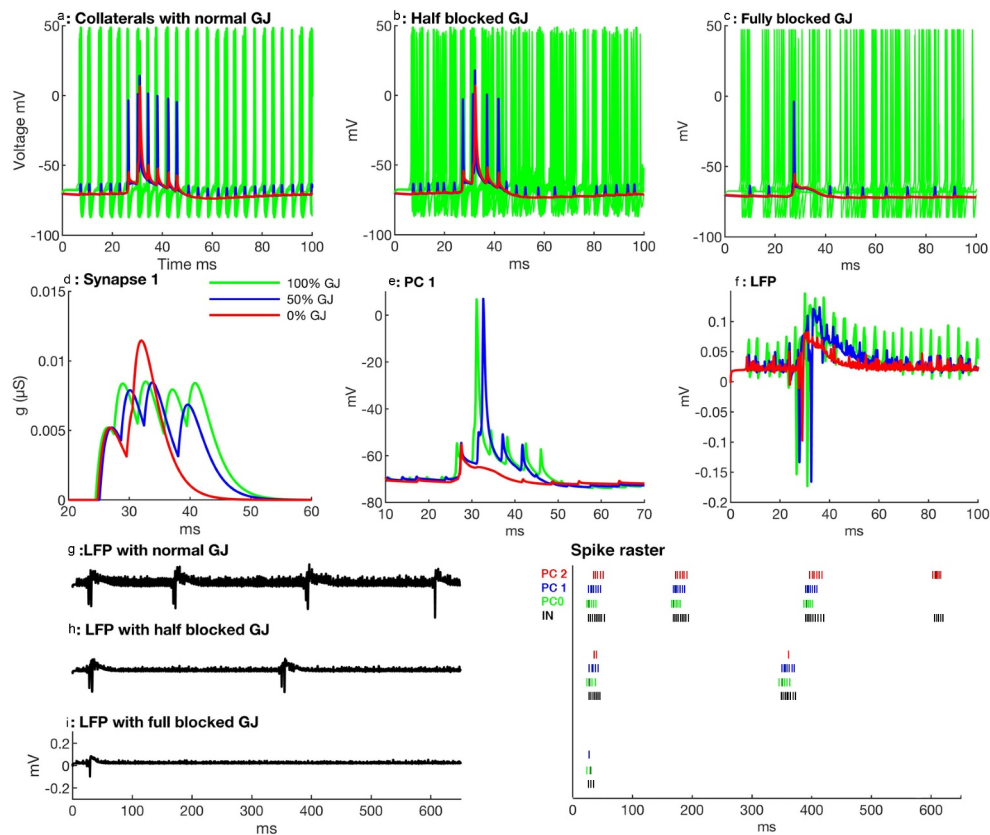 a: Collaterals with normal GJ
b: Half blocked GJ
c: Fully blocked GJ
50
0
-50
-100
Voltage mV
0 20 40 60 80 100
Time ms
50
0
-50
-100
mV
0 20 40 60 80 100
ms
50
0
-50
-100
mV
0 20 40 60 80 100
ms
d: Synapse 1
100% GJ
50% GJ
0% GJ
0.015
0.01
0.005
0
g (µS)
20 30 40 50 60
ms
e: PC 1
0
-20
-40
-60
-80
mV
10 20 30 40 50 60 70
ms
f: LFP
0.1
0.05
0
-0.05
-0.1
-0.15
-0.2
mV
0 20 40 60 80 100
ms
g:LFP with normal GJ
h: LFP with half blocked GJ
i: LFP with full blocked GJ
0.2
0
-0.2
mV
0 100 200 300 400 500 600
ms
Spike raster
PC 2
PC 1
PC0
IN
0 100 200 300 400 500 600
ms